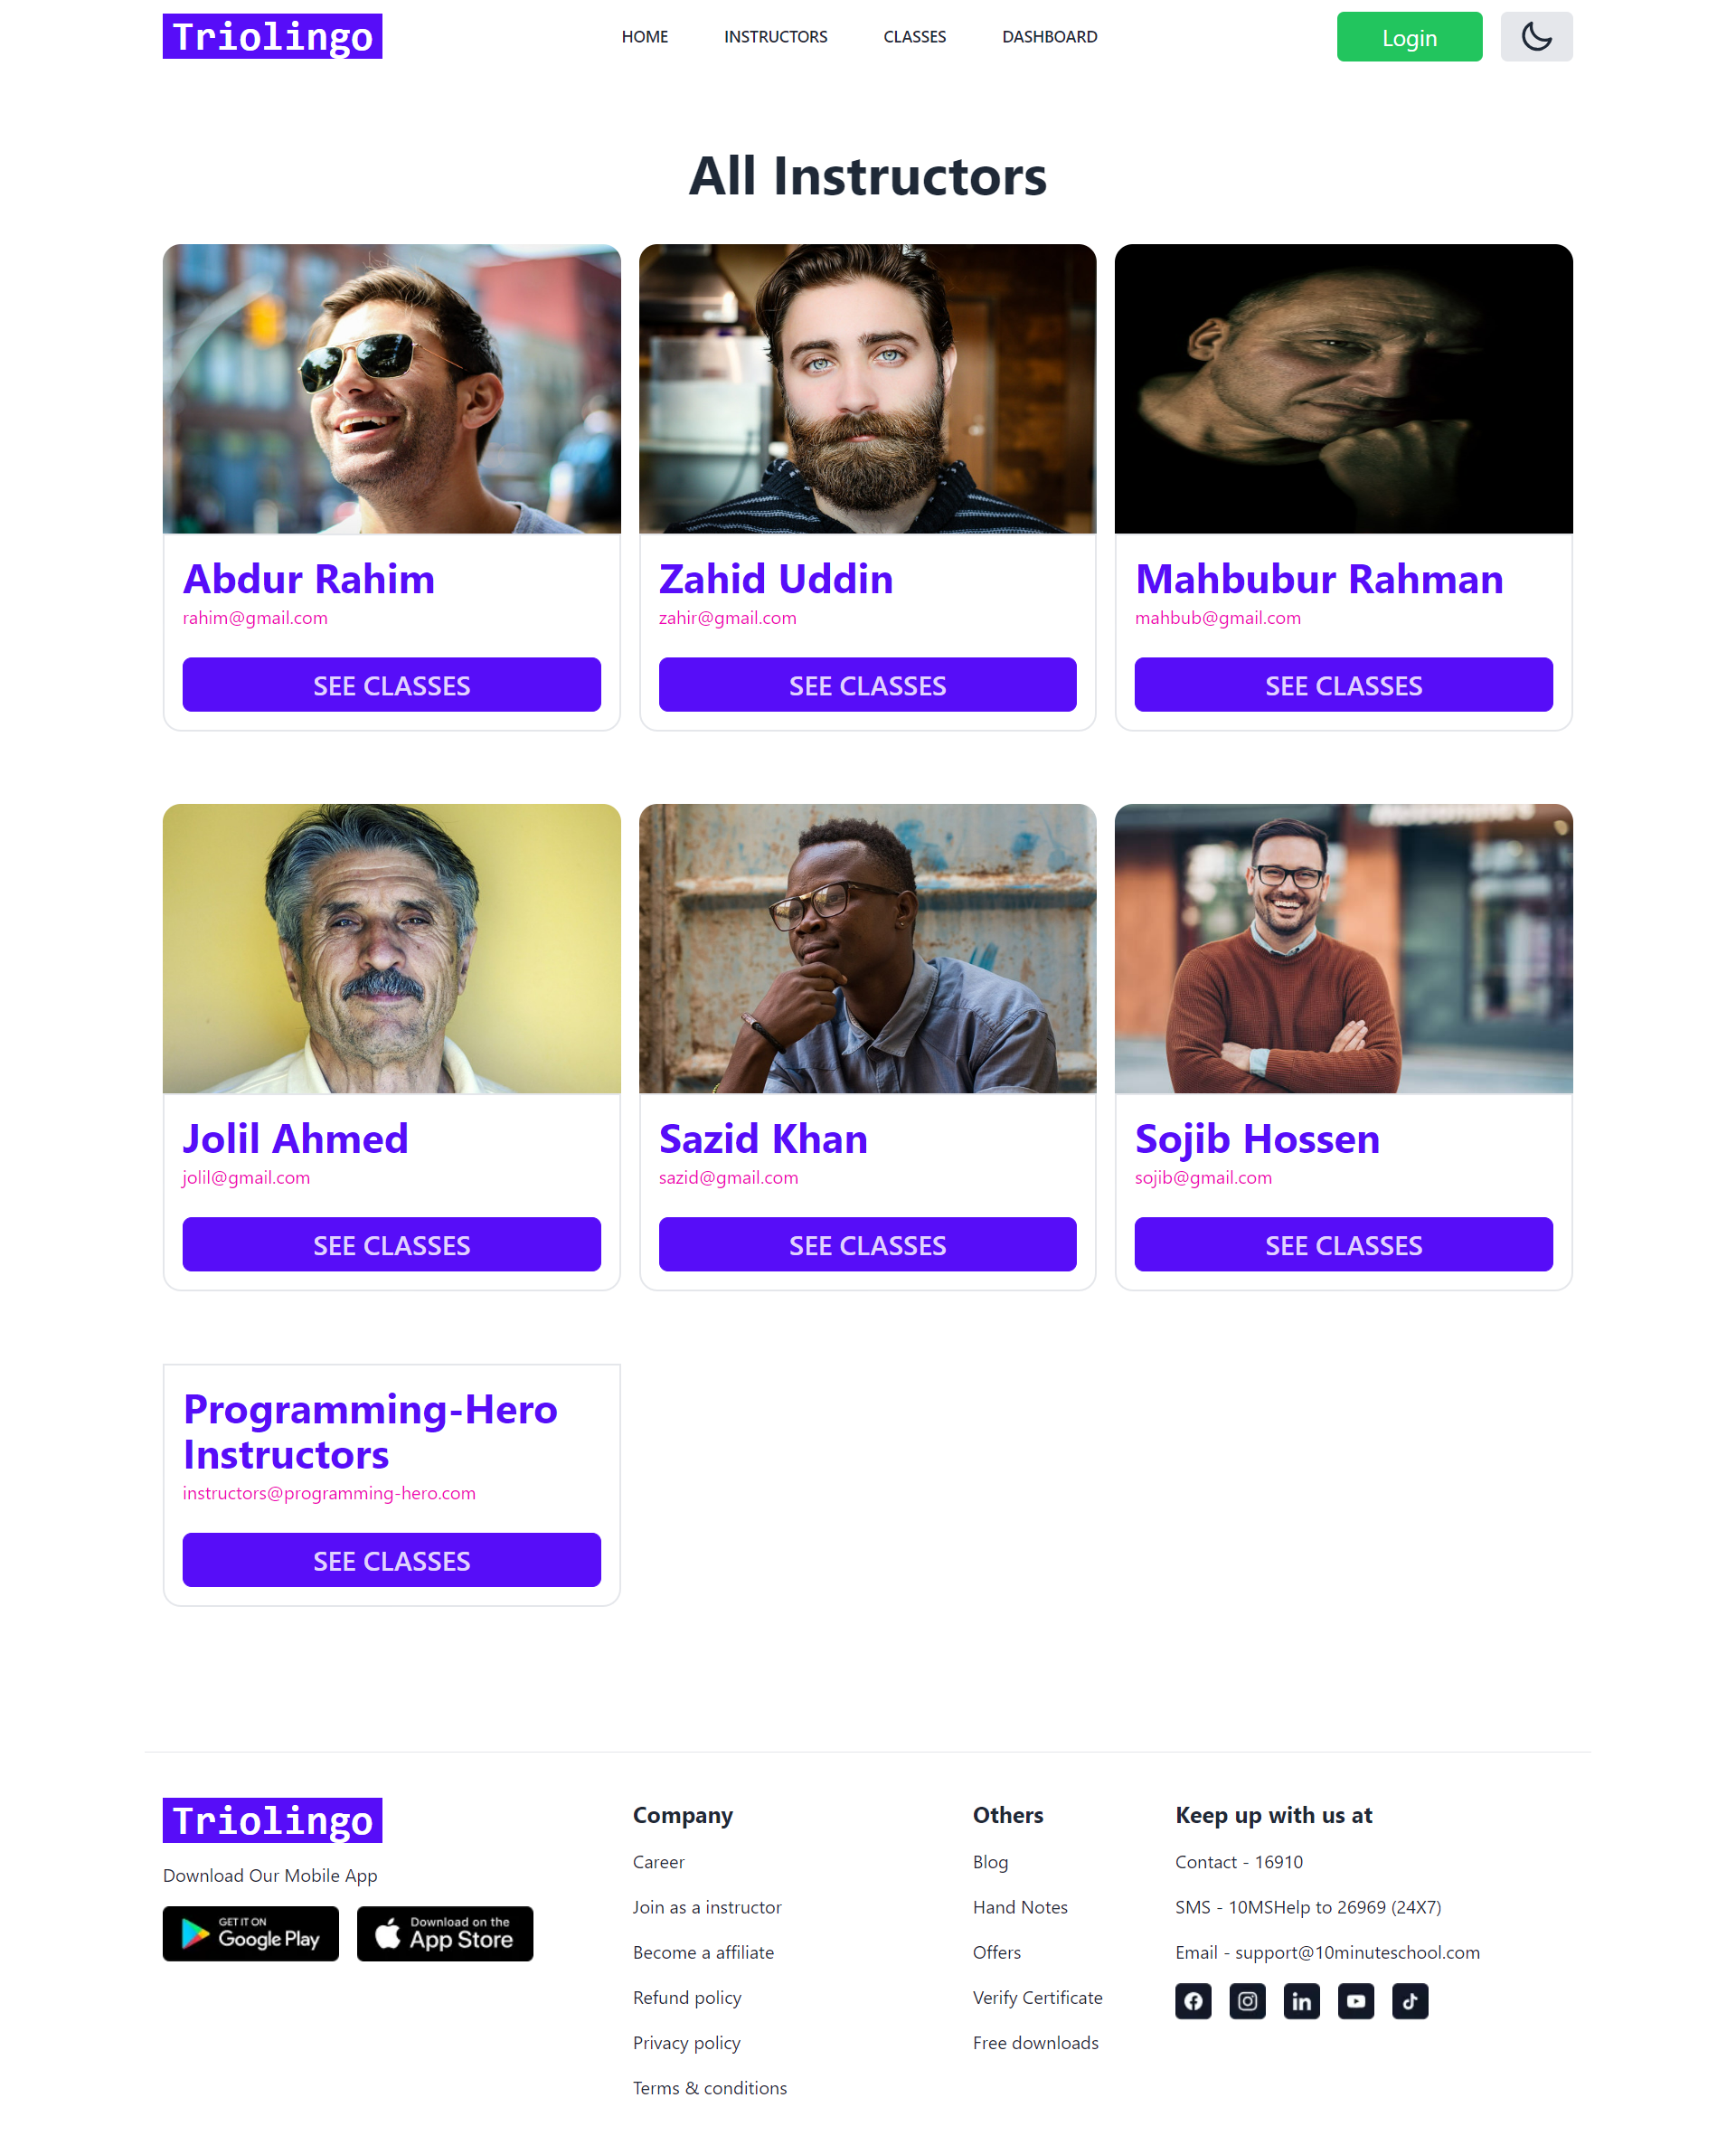 Triolingo
HOME INSTRUCTORS CLASSES DASHBOARD
Login
All Instructors
Abdur Rahim
rahim@gmail.com
SEE CLASSES
Zahid Uddin
zahir@gmail.com
SEE CLASSES
Mahbubur Rahman
mahbub@gmail.com
SEE CLASSES
Jolil Ahmed
jolil@gmail.com
SEE CLASSES
Sazid Khan
sazid@gmail.com
SEE CLASSES
Sojib Hossen
sojib@gmail.com
SEE CLASSES
Programming-Hero
Instructors
instructors@programming-hero.com
SEE CLASSES
Triolingo
Download Our Mobile App
GET IT ON
Google Play
Download on the
App Store
Company
Career
Join as a instructor
Become a affiliate
Refund policy
Privacy policy
Terms & conditions
Others
Blog
Hand Notes
Offers
Verify Certificate
Free downloads
Keep up with us at
Contact - 16910
SMS - 10MSHelp to 26969 (24X7)
Email - support@10minuteschool.com